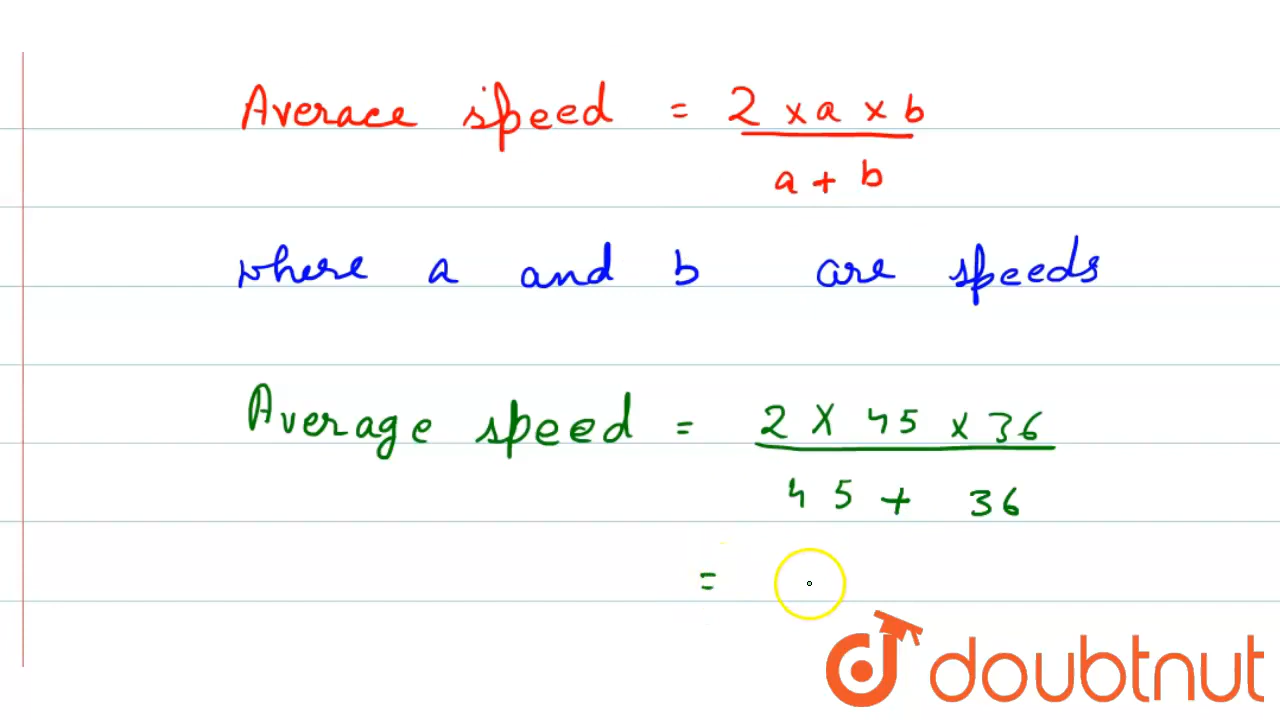 Averace speed = 2 × a × b
a + b
where a and b are speeds
Average speed = 2 × 45 × 36
45 + 36
=
doubtnut